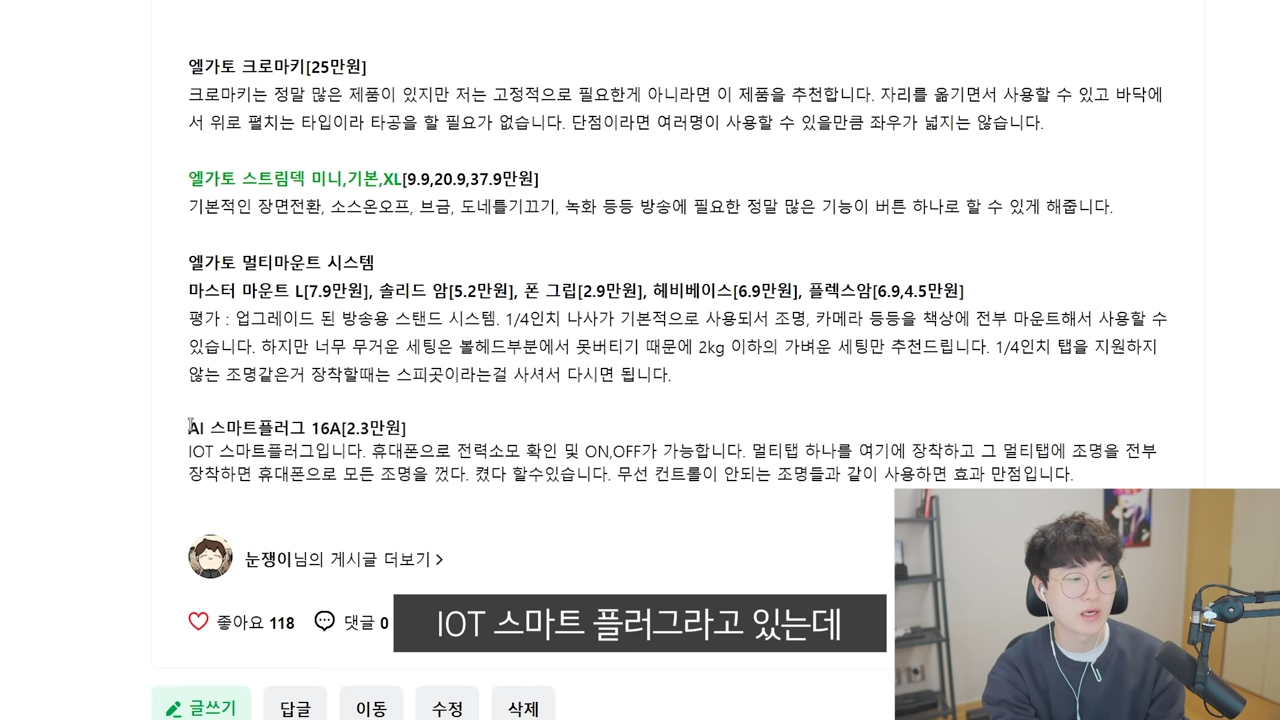 엘가토 크로마키[25만원]
크로마키는 정말 많은 제품이 있지만 저는 고정적으로 필요한게 아니라면 이 제품을 추천합니다. 자리를 옮기면서 사용할 수 있고 바닥에
서 위로 펼치는 타입이라 타공을 할 필요가 없습니다. 단점이라면 여러명이 사용할 수 있을만큼 좌우가 넓지는 않습니다.
엘가토 스트림덱 미니,기본,XL[9.9,20.9,37.9만원]
기본적인 장면전환, 소스온오프, 브금, 도네틀기끄기, 녹화 등등 방송에 필요한 정말 많은 기능이 버튼 하나로 할 수 있게 해줍니다.
엘가토 멀티마운트 시스템
마스터 마운트 L[7.9만원], 솔리드 암[5.2만원], 폰 그립[2.9만원], 헤비베이스[6.9만원], 플렉스암[6.9,4.5만원]
평가 : 업그레이드 된 방송용 스탠드 시스템. 1/4인치 나사가 기본적으로 사용되서 조명, 카메라 등등을 책상에 전부 마운트해서 사용할 수
있습니다. 하지만 너무 무거운 세팅은 볼헤드부분에서 못버티기 때문에 2kg 이하의 가벼운 세팅만 추천드립니다. 1/4인치 탭을 지원하지
않는 조명같은거 장착할때는 스피곳이라는걸 사셔서 다시면 됩니다.
AI 스마트플러그 16A[2.3만원]
IOT 스마트플러그입니다. 휴대폰으로 전력소모 확인 및 ON,OFF가 가능합니다. 멀티탭 하나를 여기에 장착하고 그 멀티탭에 조명을 전부
장착하면 휴대폰으로 모든 조명을 껐다. 켰다 할수있습니다. 무선 컨트롤이 안되는 조명들과 같이 사용하면 효과 만점입니다.
눈쟁이님의 게시글 더보기 >
좋아요 118 댓글 0
IOT 스마트 플러그라고 있는데
글쓰기 답글 이동 수정 삭제